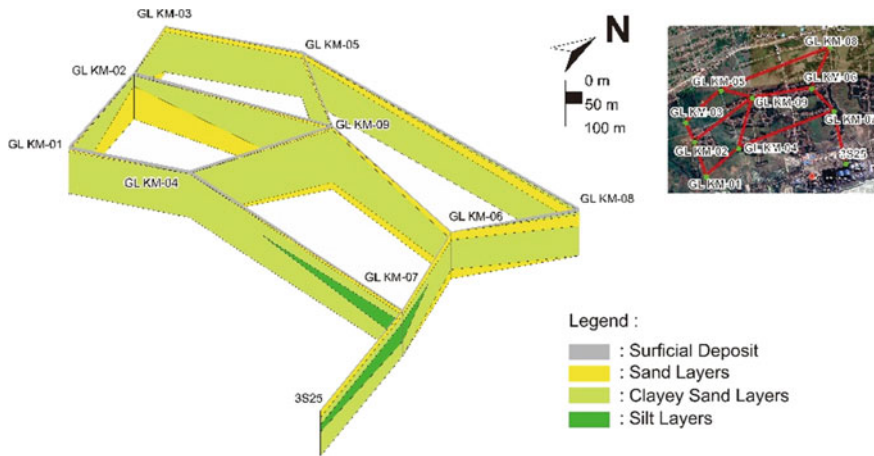 GL KM-03
GL KM-05
GL KM-02
GL KM-01
GL KM-09
GL KM-04
GL KM-06
GL KM-08
GL KM-07
3S25
N
0 m
50 m
100 m
GL KM-08
GL KM-05
GL KM-06
GL KM-09
GL KM-03
GL KM-07
GL KM-02
GL KM-04
3S25
GL KM-01
Legend :
: Surficial Deposit
: Sand Layers
: Clayey Sand Layers
: Silt Layers